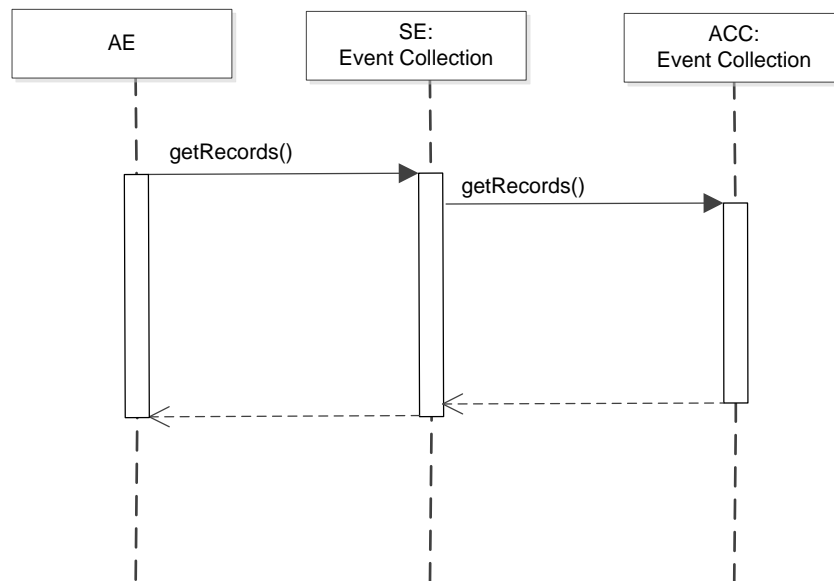 AE
SE:
Event Collection
ACC:
Event Collection
getRecords()
getRecords()